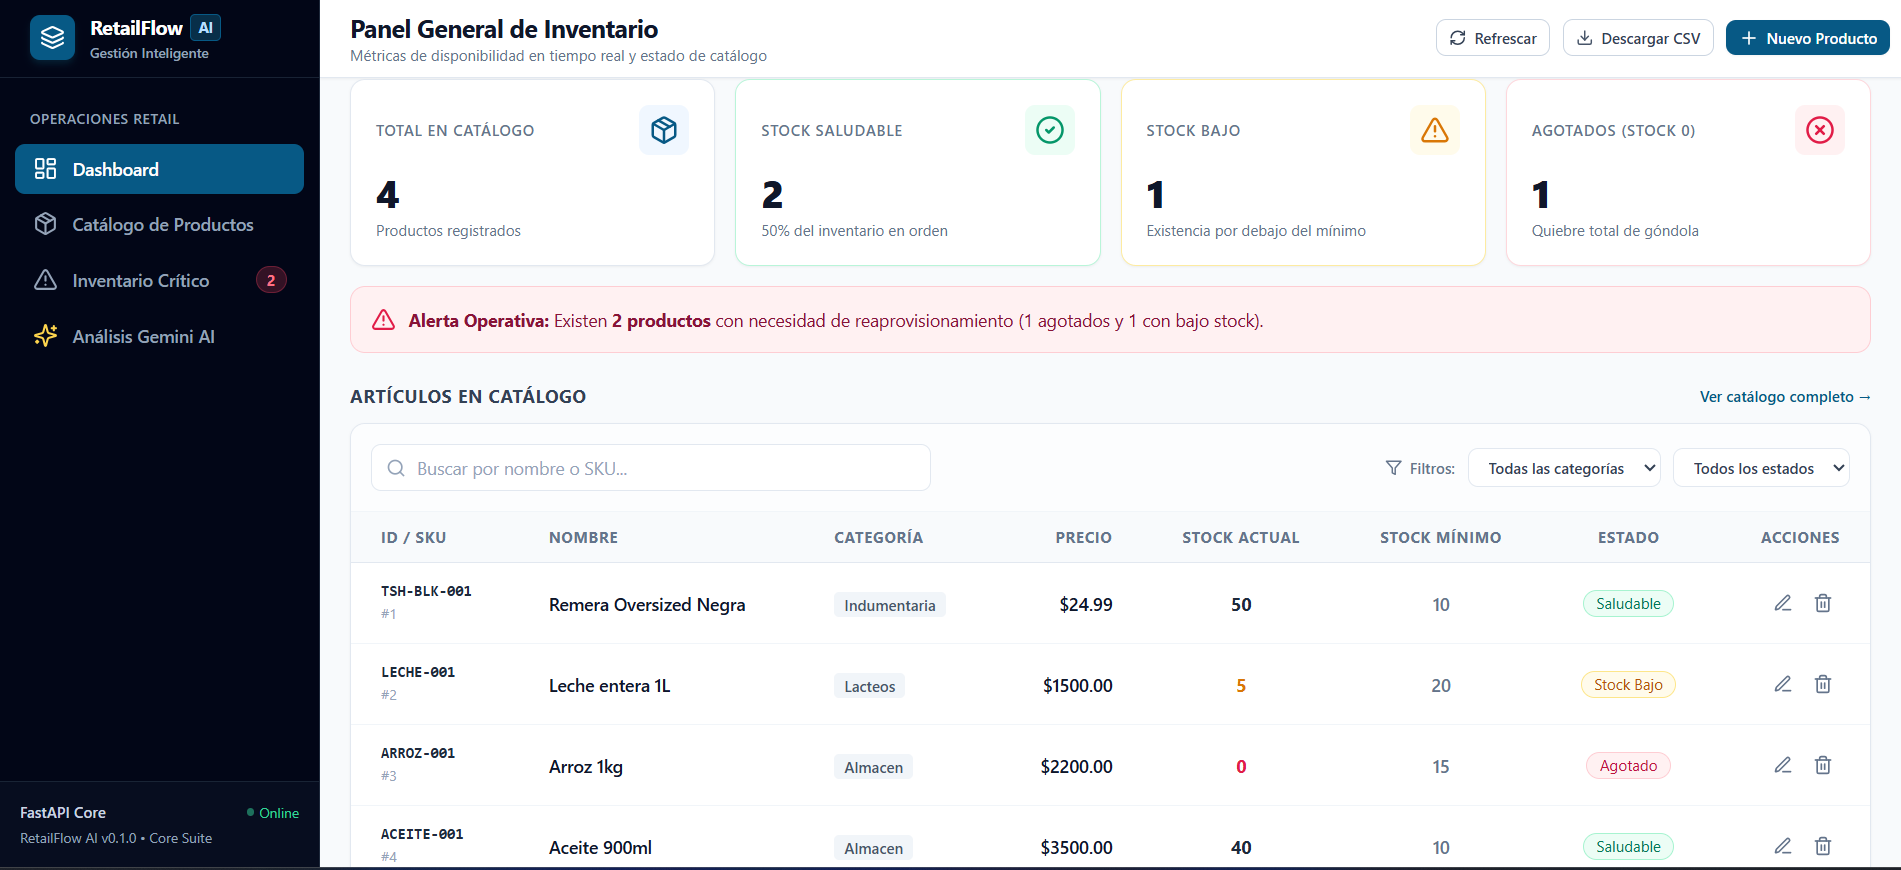 RetailFlow AI
Gestión Inteligente
OPERACIONES RETAIL
Dashboard
Catálogo de Productos
Inventario Crítico 2
Análisis Gemini AI
FastAPI Core Online
RetailFlow AI v0.1.0 • Core Suite
Panel General de Inventario
Métricas de disponibilidad en tiempo real y estado de catálogo
Refrescar Descargar CSV Nuevo Producto
TOTAL EN CATÁLOGO
4
Productos registrados
STOCK SALUDABLE
2
50% del inventario en orden
STOCK BAJO
1
Existencia por debajo del mínimo
AGOTADOS (STOCK 0)
1
Quiebre total de góndola
Alerta Operativa: Existen 2 productos con necesidad de reaprovisionamiento (1 agotados y 1 con bajo stock).
ARTÍCULOS EN CATÁLOGO Ver catálogo completo →
Buscar por nombre o SKU... Filtros: Todas las categorías Todos los estados
ID / SKU NOMBRE CATEGORÍA PRECIO STOCK ACTUAL STOCK MÍNIMO ESTADO ACCIONES
TSH-BLK-001
#1
Remera Oversized Negra Indumentaria $24.99 50 10 Saludable
LECHE-001
#2
Leche entera 1L Lacteos $1500.00 5 20 Stock Bajo
ARROZ-001
#3
Arroz 1kg Almacen $2200.00 0 15 Agotado
ACEITE-001
#4
Aceite 900ml Almacen $3500.00 40 10 Saludable